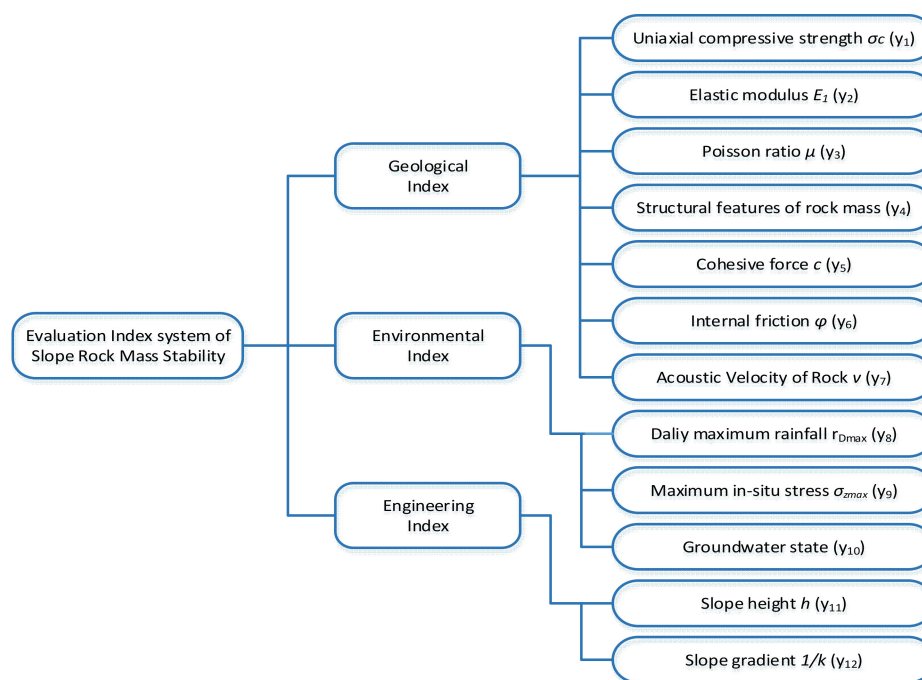 Uniaxial compressive strength σc (y₁)
Elastic modulus E₁ (y₂)
Poisson ratio μ (y₃)
Structural features of rock mass (y₄)
Cohesive force c (y₅)
Internal friction φ (y₆)
Acoustic Velocity of Rock v (y₇)
Geological
Index
Evaluation Index system of
Slope Rock Mass Stability
Environmental
Index
Daliy maximum rainfall r_Dmax (y₈)
Maximum in-situ stress σ_zmax (y₉)
Groundwater state (y₁₀)
Engineering
Index
Slope height h (y₁₁)
Slope gradient 1/k (y₁₂)